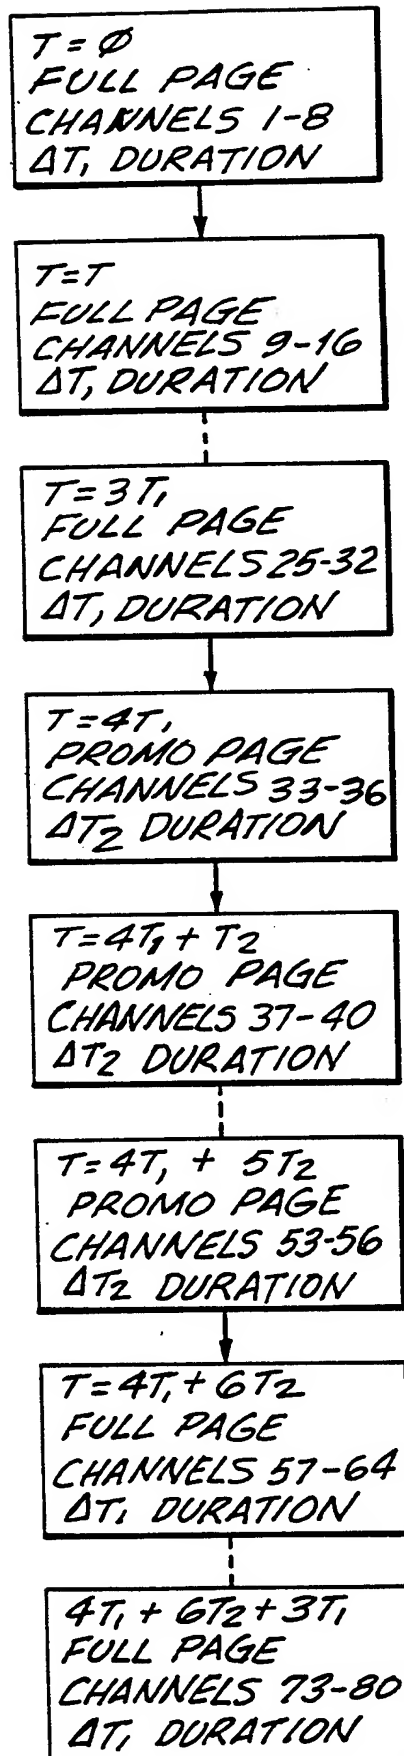 T=Ø
FULL PAGE
CHANNELS 1-8
ΔT, DURATION
T=T
FULL PAGE
CHANNELS 9-16
ΔT, DURATION
T=3T,
FULL PAGE
CHANNELS 25-32
ΔT, DURATION
T=4T,
PROMO PAGE
CHANNELS 33-36
ΔT2 DURATION
T=4T1 + T2
PROMO PAGE
CHANNELS 37-40
ΔT2 DURATION
T=4T, + 5T2
PROMO PAGE
CHANNELS 53-56
ΔT2 DURATION
T=4T, + 6T2
FULL PAGE
CHANNELS 57-64
ΔT, DURATION
4T1 + 6T2 + 3T1
FULL PAGE
CHANNELS 73-80
ΔT, DURATION